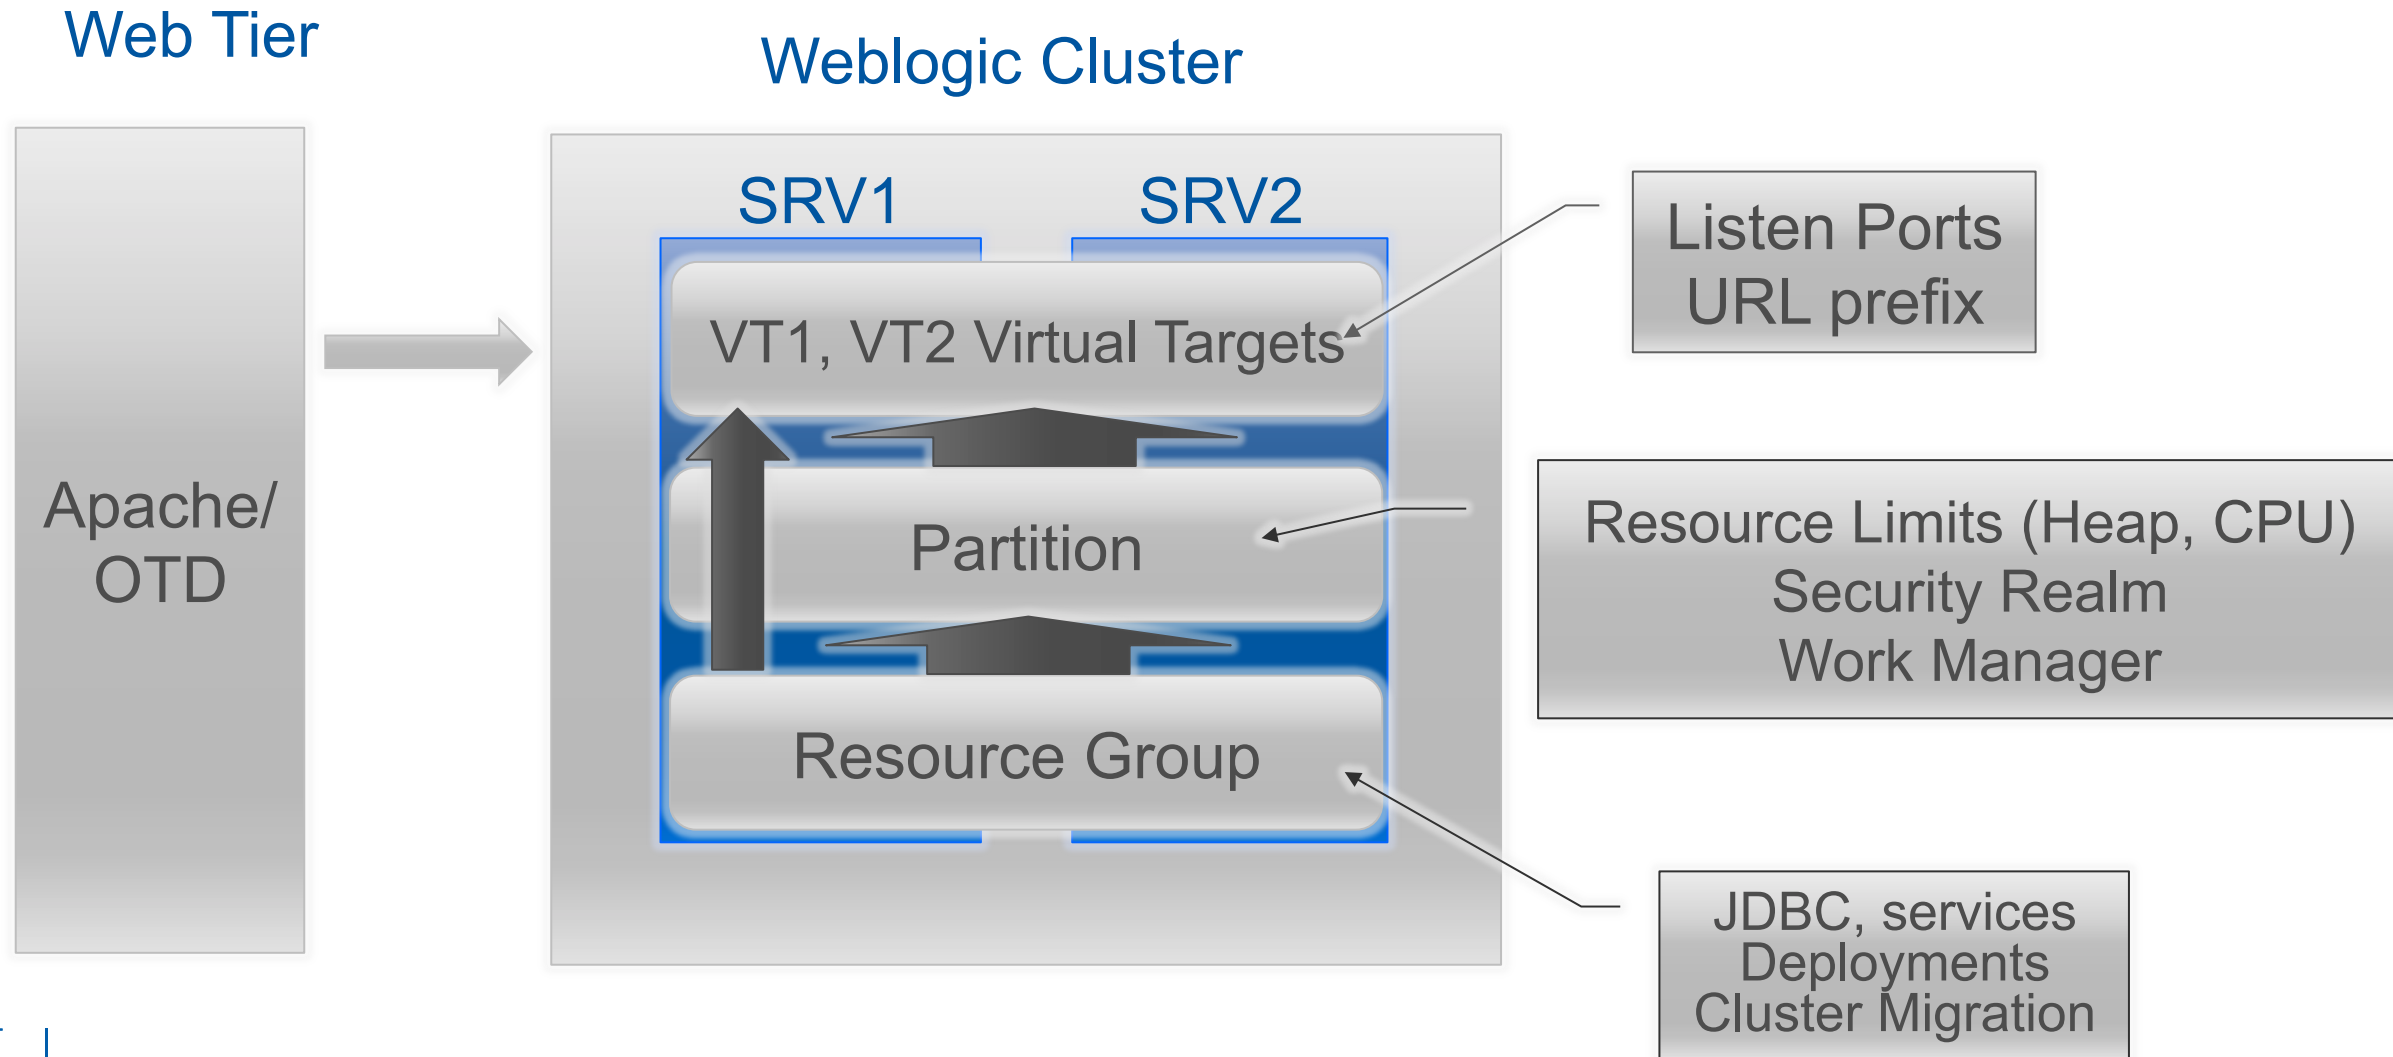 Web Tier
Weblogic Cluster
Apache/
OTD
SRV1
SRV2
VT1, VT2 Virtual Targets
Partition
Resource Group
Listen Ports
URL prefix
Resource Limits (Heap, CPU)
Security Realm
Work Manager
JDBC, services
Deployments
Cluster Migration